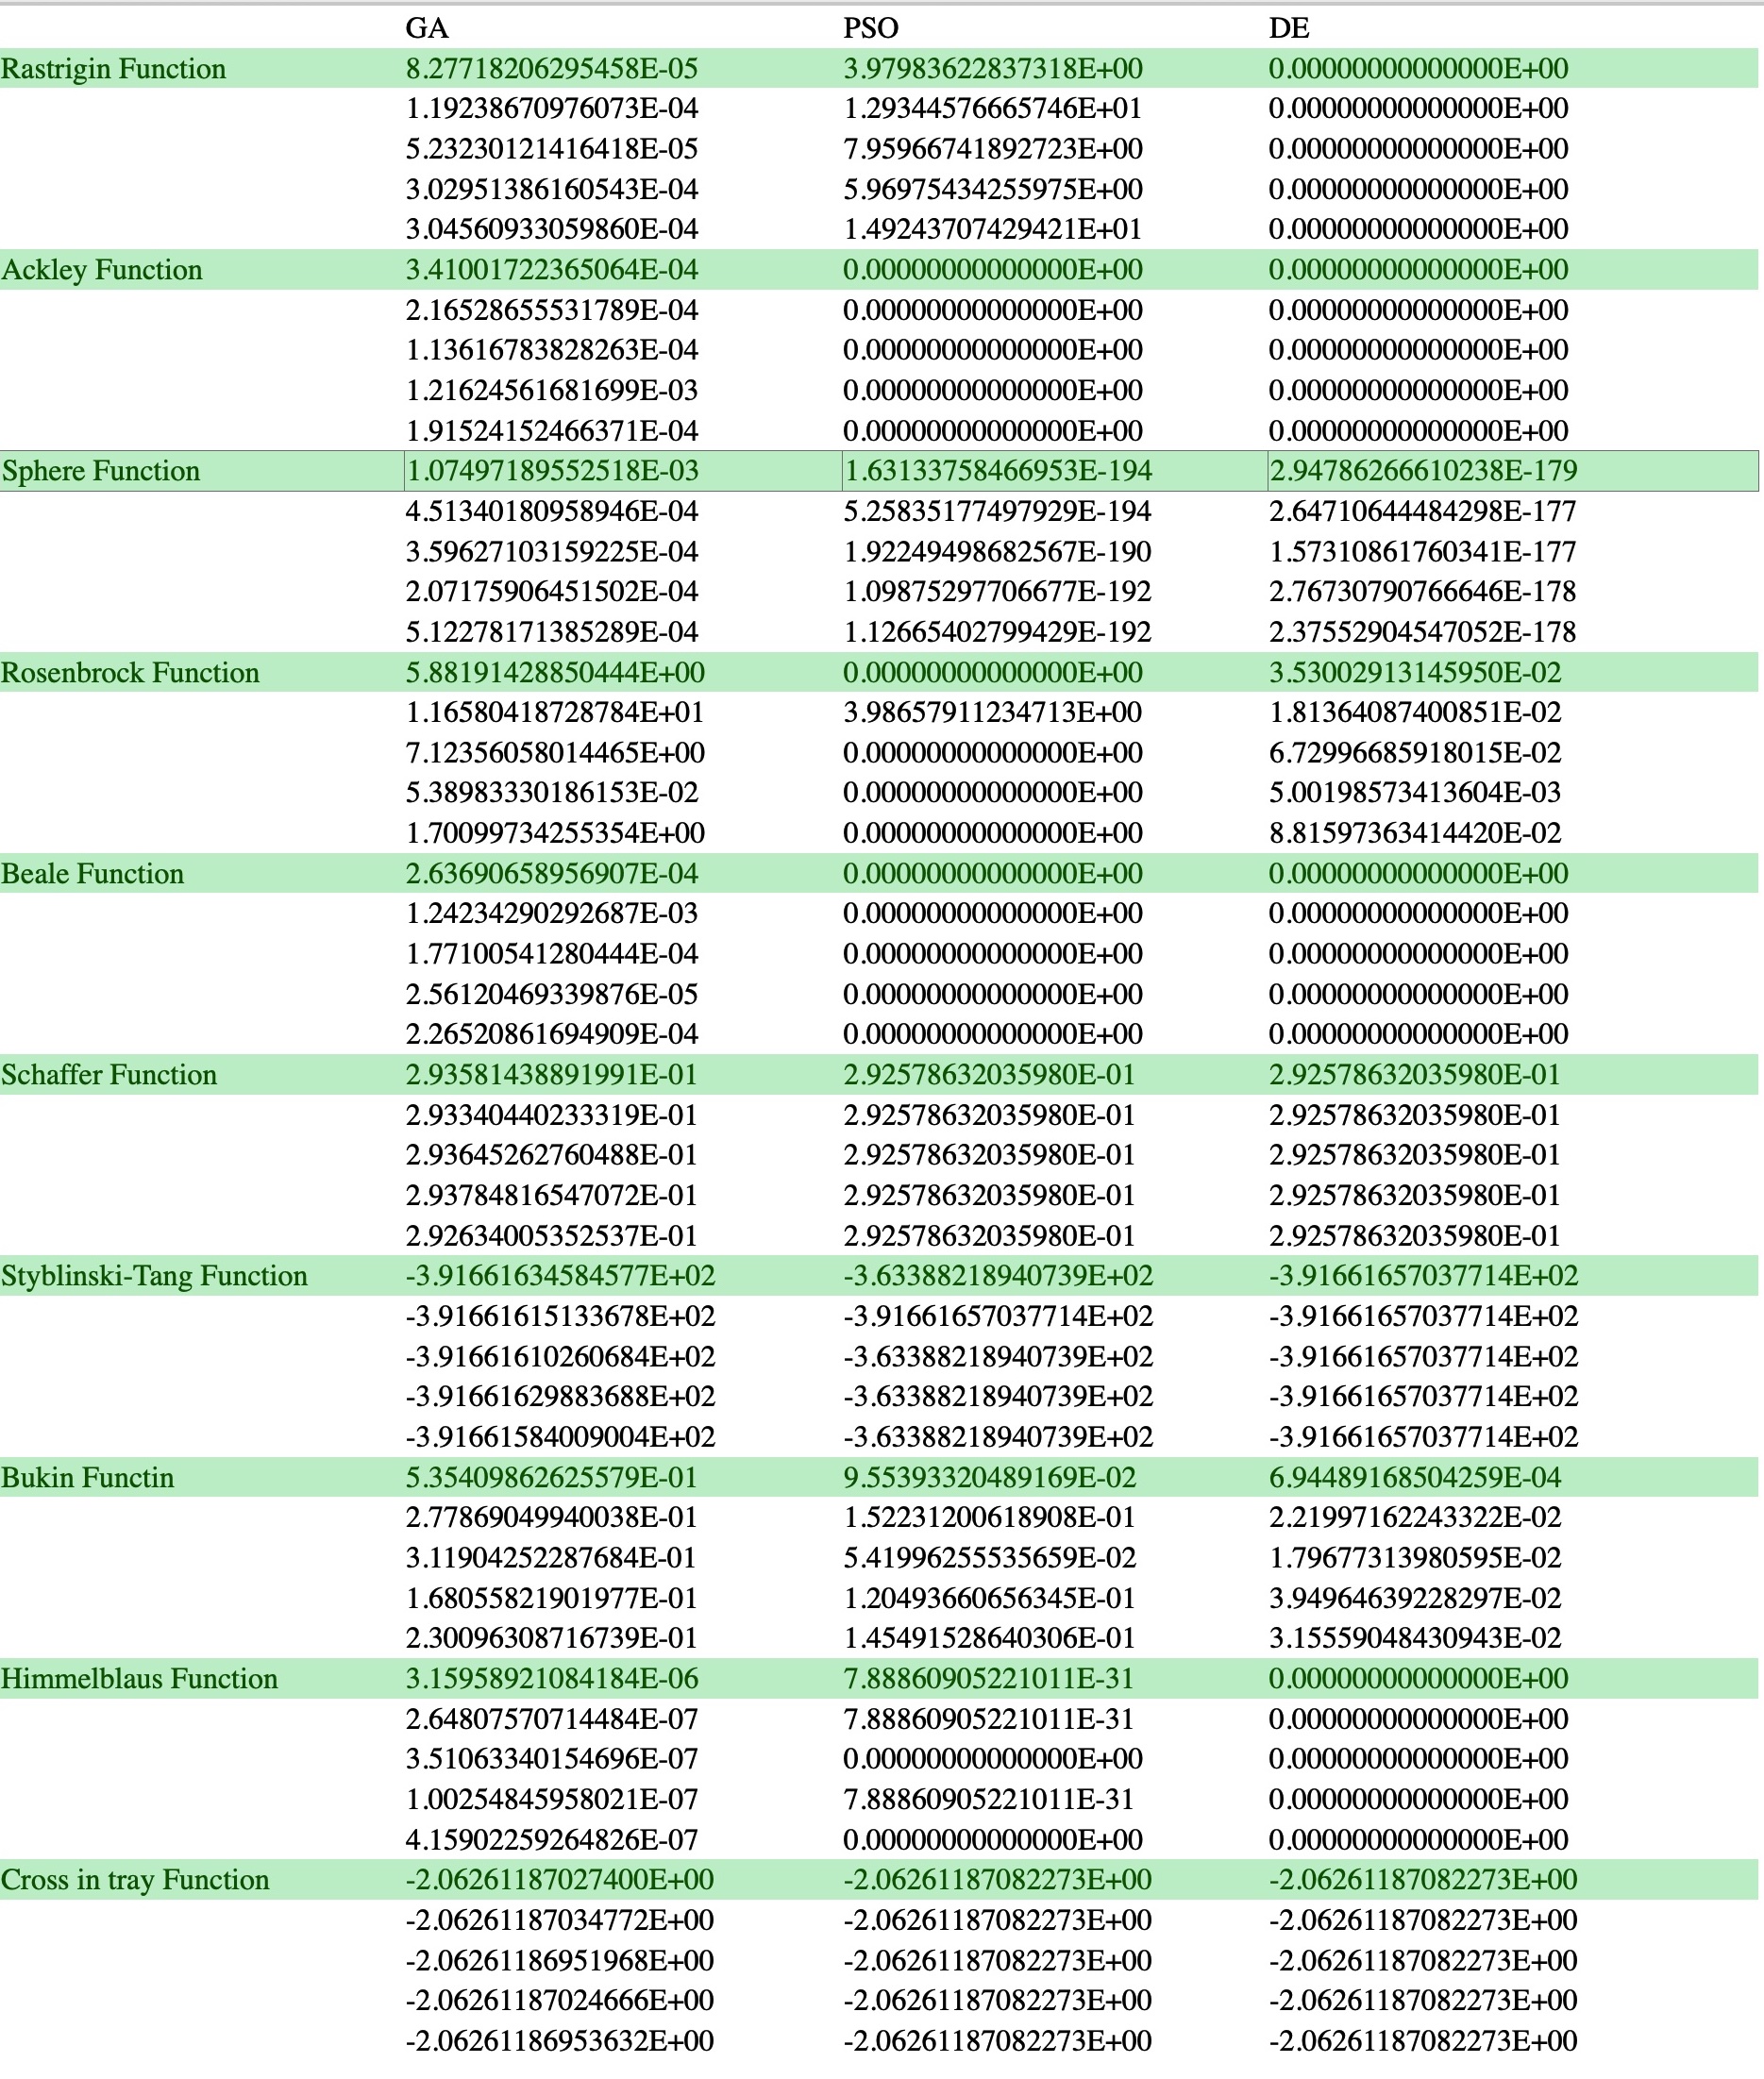 GA PSO DE
Rastrigin Function 8.27718206295458E-05 3.97983622837318E+00 0.00000000000000E+00
1.19238670976073E-04 1.29344576665746E+01 0.00000000000000E+00
5.23230121416418E-05 7.95966741892723E+00 0.00000000000000E+00
3.02951386160543E-04 5.96975434255975E+00 0.00000000000000E+00
3.04560933059860E-04 1.49243707429421E+01 0.00000000000000E+00
Ackley Function 3.41001722365064E-04 0.00000000000000E+00 0.00000000000000E+00
2.16528655531789E-04 0.00000000000000E+00 0.00000000000000E+00
1.13616783828263E-04 0.00000000000000E+00 0.00000000000000E+00
1.21624561681699E-03 0.00000000000000E+00 0.00000000000000E+00
1.91524152466371E-04 0.00000000000000E+00 0.00000000000000E+00
Sphere Function 1.07497189552518E-03 1.63133758466953E-194 2.94786266610238E-179
4.51340180958946E-04 5.25835177497929E-194 2.64710644484298E-177
3.59627103159225E-04 1.92249498682567E-190 1.57310861760341E-177
2.07175906451502E-04 1.09875297706677E-192 2.76730790766646E-178
5.12278171385289E-04 1.12665402799429E-192 2.37552904547052E-178
Rosenbrock Function 5.88191428850444E+00 0.00000000000000E+00 3.53002913145950E-02
1.16580418728784E+01 3.98657911234713E+00 1.81364087400851E-02
7.12356058014465E+00 0.00000000000000E+00 6.72996685918015E-02
5.38983330186153E-02 0.00000000000000E+00 5.00198573413604E-03
1.70099734255354E+00 0.00000000000000E+00 8.81597363414420E-02
Beale Function 2.63690658956907E-04 0.00000000000000E+00 0.00000000000000E+00
1.24234290292687E-03 0.00000000000000E+00 0.00000000000000E+00
1.77100541280444E-04 0.00000000000000E+00 0.00000000000000E+00
2.56120469339876E-05 0.00000000000000E+00 0.00000000000000E+00
2.26520861694909E-04 0.00000000000000E+00 0.00000000000000E+00
Schaffer Function 2.93581438891991E-01 2.92578632035980E-01 2.92578632035980E-01
2.93340440233319E-01 2.92578632035980E-01 2.92578632035980E-01
2.93645262760488E-01 2.92578632035980E-01 2.92578632035980E-01
2.93784816547072E-01 2.92578632035980E-01 2.92578632035980E-01
2.92634005352537E-01 2.92578632035980E-01 2.92578632035980E-01
Styblinski-Tang Function -3.91661634584577E+02 -3.63388218940739E+02 -3.91661657037714E+02
-3.91661615133678E+02 -3.91661657037714E+02 -3.91661657037714E+02
-3.91661610260684E+02 -3.63388218940739E+02 -3.91661657037714E+02
-3.91661629883688E+02 -3.63388218940739E+02 -3.91661657037714E+02
-3.91661584009004E+02 -3.63388218940739E+02 -3.91661657037714E+02
Bukin Functin 5.35409862625579E-01 9.55393320489169E-02 6.94489168504259E-04
2.77869049940038E-01 1.52231200618908E-01 2.21997162243322E-02
3.11904252287684E-01 5.41996255535659E-02 1.79677313980595E-02
1.68055821901977E-01 1.20493660656345E-01 3.94964639228297E-02
2.30096308716739E-01 1.45491528640306E-01 3.15559048430943E-02
Himmelblaus Function 3.15958921084184E-06 7.88860905221011E-31 0.00000000000000E+00
2.64807570714484E-07 7.88860905221011E-31 0.00000000000000E+00
3.51063340154696E-07 0.00000000000000E+00 0.00000000000000E+00
1.00254845958021E-07 7.88860905221011E-31 0.00000000000000E+00
4.15902259264826E-07 0.00000000000000E+00 0.00000000000000E+00
Cross in tray Function -2.06261187027400E+00 -2.06261187082273E+00 -2.06261187082273E+00
-2.06261187034772E+00 -2.06261187082273E+00 -2.06261187082273E+00
-2.06261186951968E+00 -2.06261187082273E+00 -2.06261187082273E+00
-2.06261187024666E+00 -2.06261187082273E+00 -2.06261187082273E+00
-2.06261186953632E+00 -2.06261187082273E+00 -2.06261187082273E+00